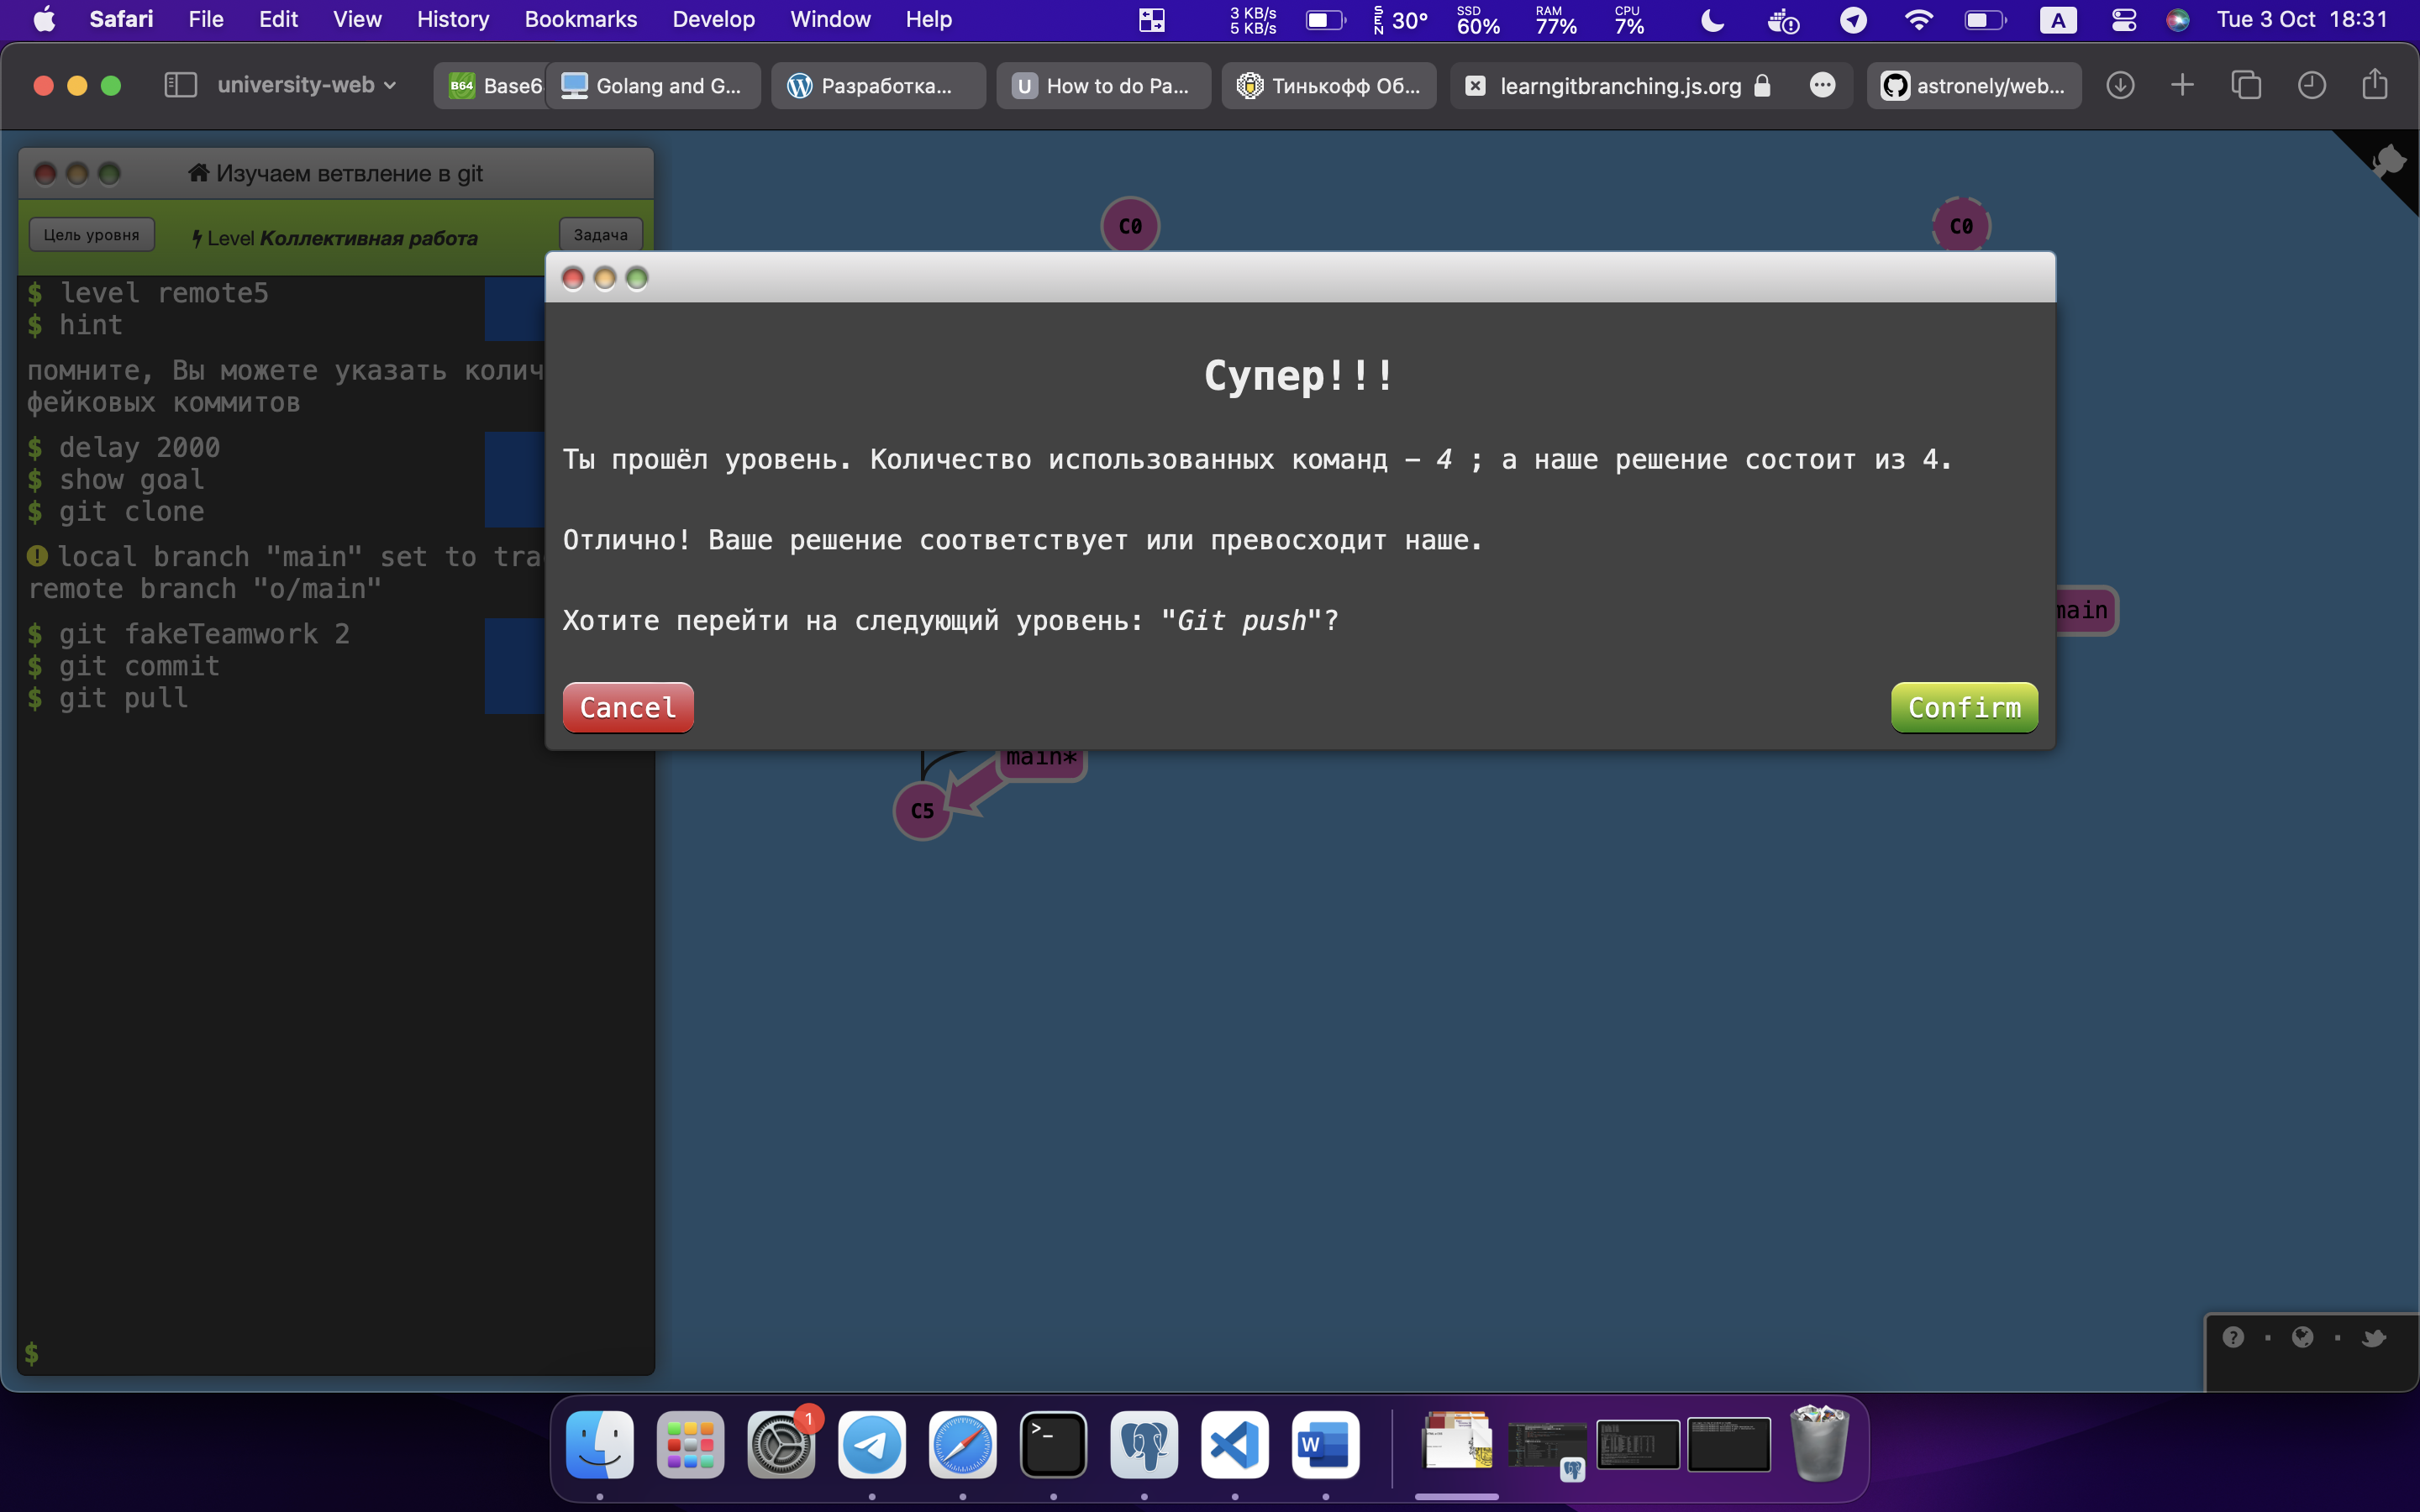 Safari File Edit View History Bookmarks Develop Window Help 3 KB/s 5 KB/s SEN 30° SSD 60% RAM 77% CPU 7% A Tue 3 Oct 18:31
university-web B64 Base6 Golang and G... Разработка... U How to do Pa... Тинькофф Об... learngitbranching.js.org astronely/web...
Изучаем ветвление в git
Цель уровня Level Коллективная работа Задача
$ level remote5
$ hint
помните, Вы можете указать колич
фейковых коммитов
$ delay 2000
$ show goal
$ git clone
local branch "main" set to tra
remote branch "o/main"
$ git fakeTeamwork 2
$ git commit
$ git pull
$
C0 C0
Супер!!!
Ты прошёл уровень. Количество использованных команд – 4 ; а наше решение состоит из 4.
Отлично! Ваше решение соответствует или превосходит наше.
Хотите перейти на следующий уровень: "Git push"?
Cancel Confirm
main
main*
C5
1
W